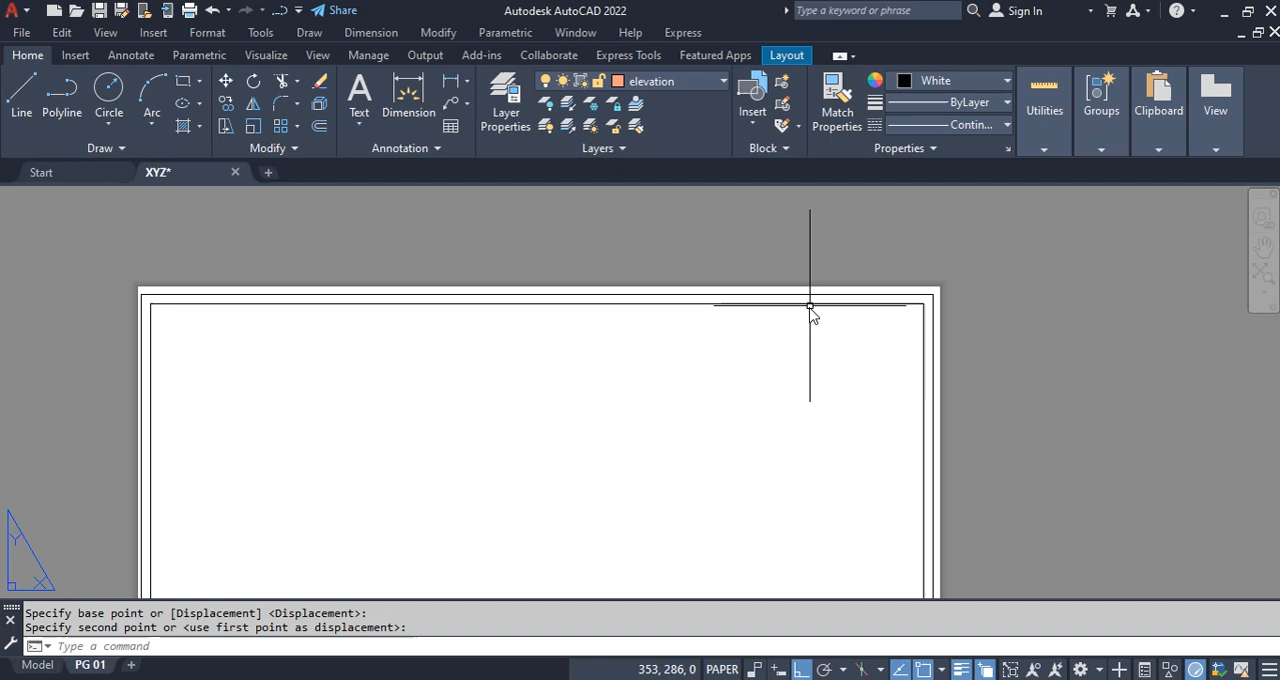 A Share Autodesk AutoCAD 2022 Type a keyword or phrase Sign In
File Edit View Insert Format Tools Draw Dimension Modify Parametric Window Help Express
Home Insert Annotate Parametric Visualize View Manage Output Add-ins Collaborate Express Tools Featured Apps Layout
elevation White
Line Polyline Circle Arc Text Dimension Layer Properties ByLayer Insert Match Properties Utilities Groups Clipboard View
Contin...
Draw Modify Annotation Layers Block Properties
Start XYZ*
Y
X
Specify base point or [Displacement] <Displacement>:
Specify second point or <use first point as displacement>:
Type a command
Model PG 01 353, 286, 0 PAPER